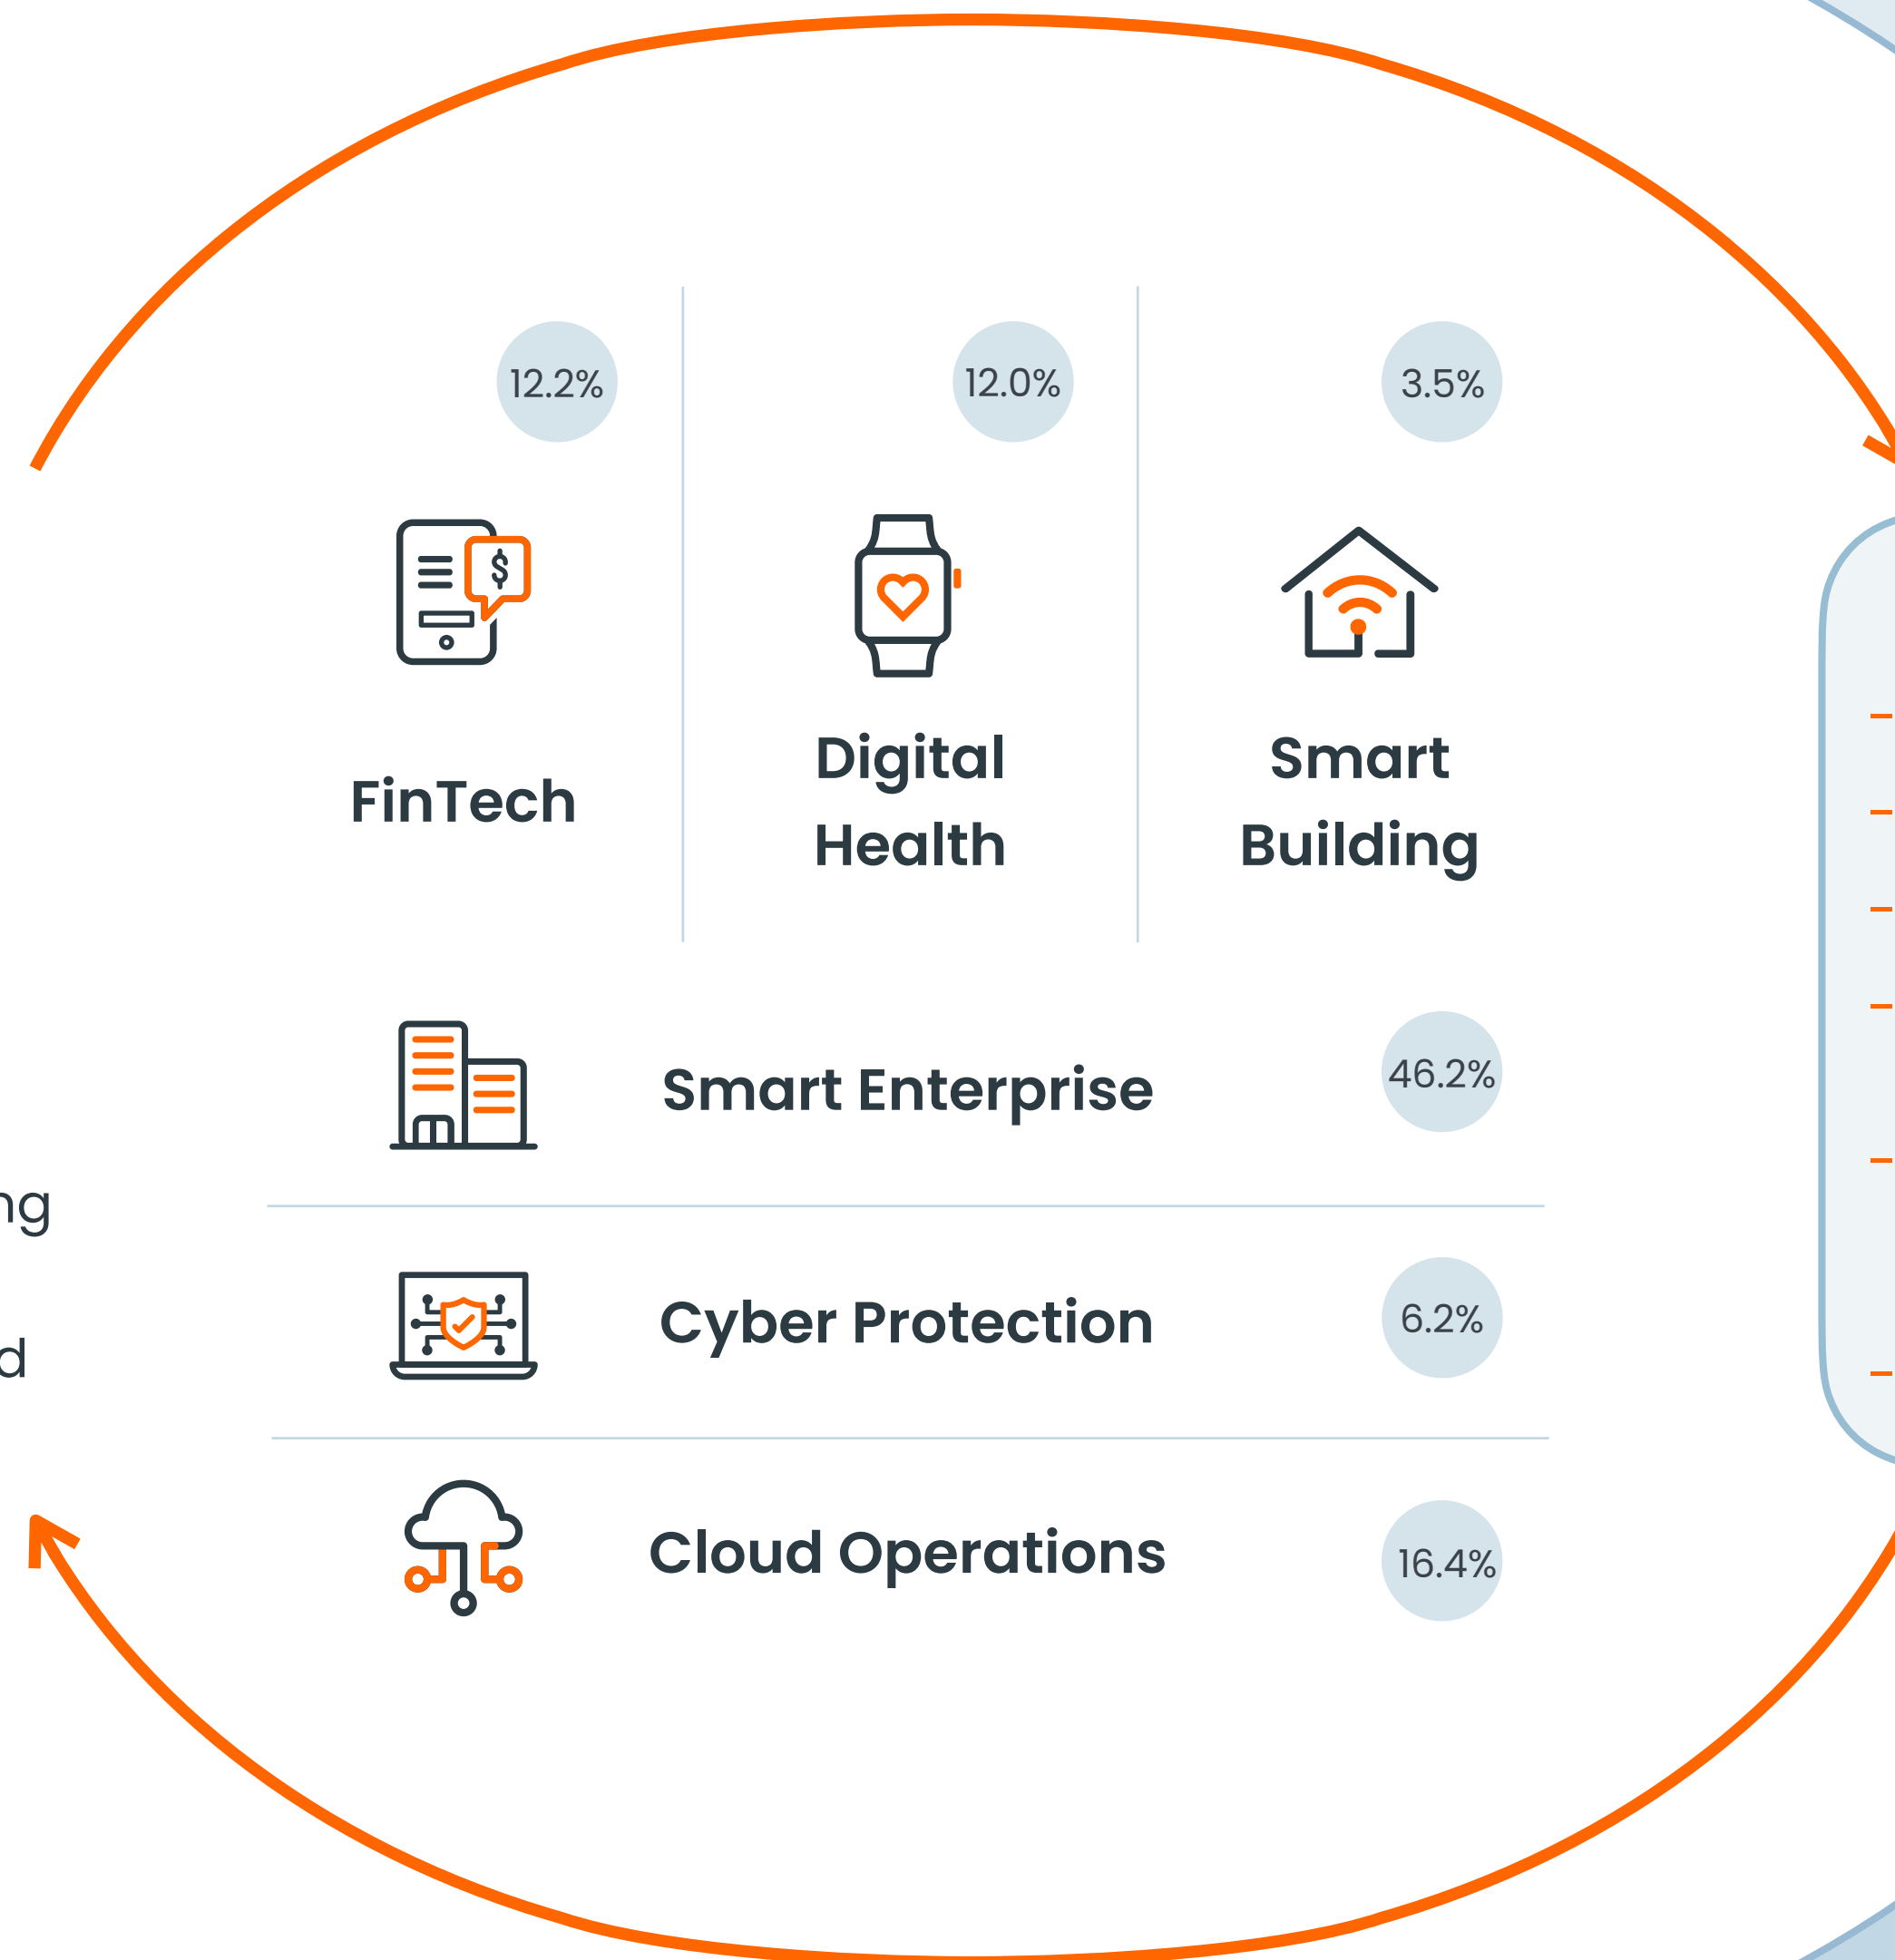 12.2%
12.0%
3.5%
FinTech
Digital
Health
Smart
Building
Smart Enterprise
46.2%
Cyber Protection
6.2%
Cloud Operations
16.4%